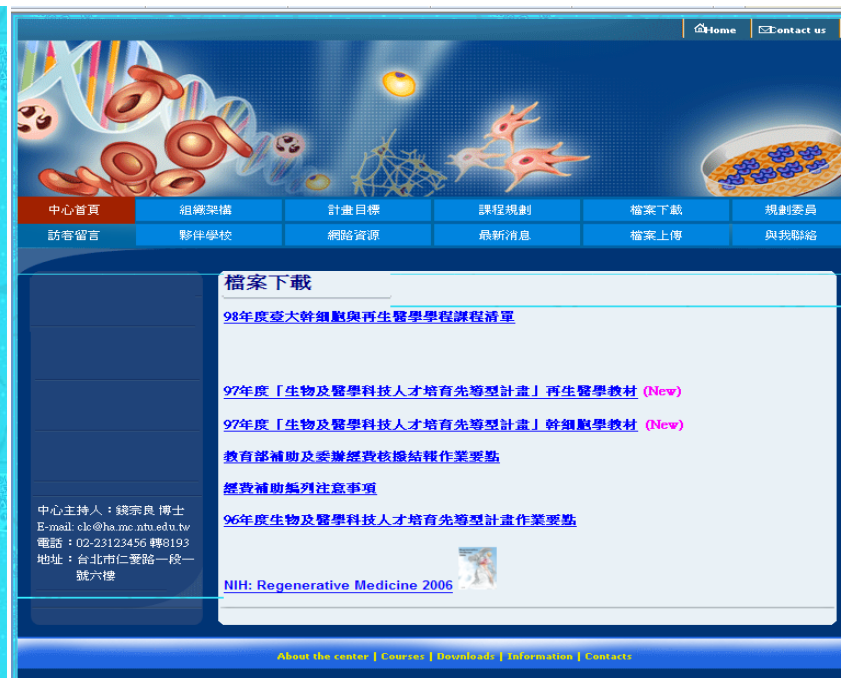 Home
Contact us
中心首頁 組織架構 計畫目標 課程規劃 檔案下載 規劃委員
訪客留言 夥伴學校 網路資源 最新消息 檔案上傳 與我聯絡
檔案下載
98年度臺大幹細胞與再生醫學學程課程清單
97年度「生物及醫學科技人才培育先導型計畫」再生醫學教材 (New)
97年度「生物及醫學科技人才培育先導型計畫」幹細胞學教材 (New)
教育部補助及委辦經費核撥結報作業要點
經費補助編列注意事項
96年度生物及醫學科技人才培育先導型計畫作業要點
NIH: Regenerative Medicine 2006
中心主持人：錢宗良 博士
E-mail: clc@ha.mc.ntu.edu.tw
電話：02-23123456 轉8193
地址：台北市仁愛路一段一
號六樓
About the center | Courses | Downloads | Information | Contacts